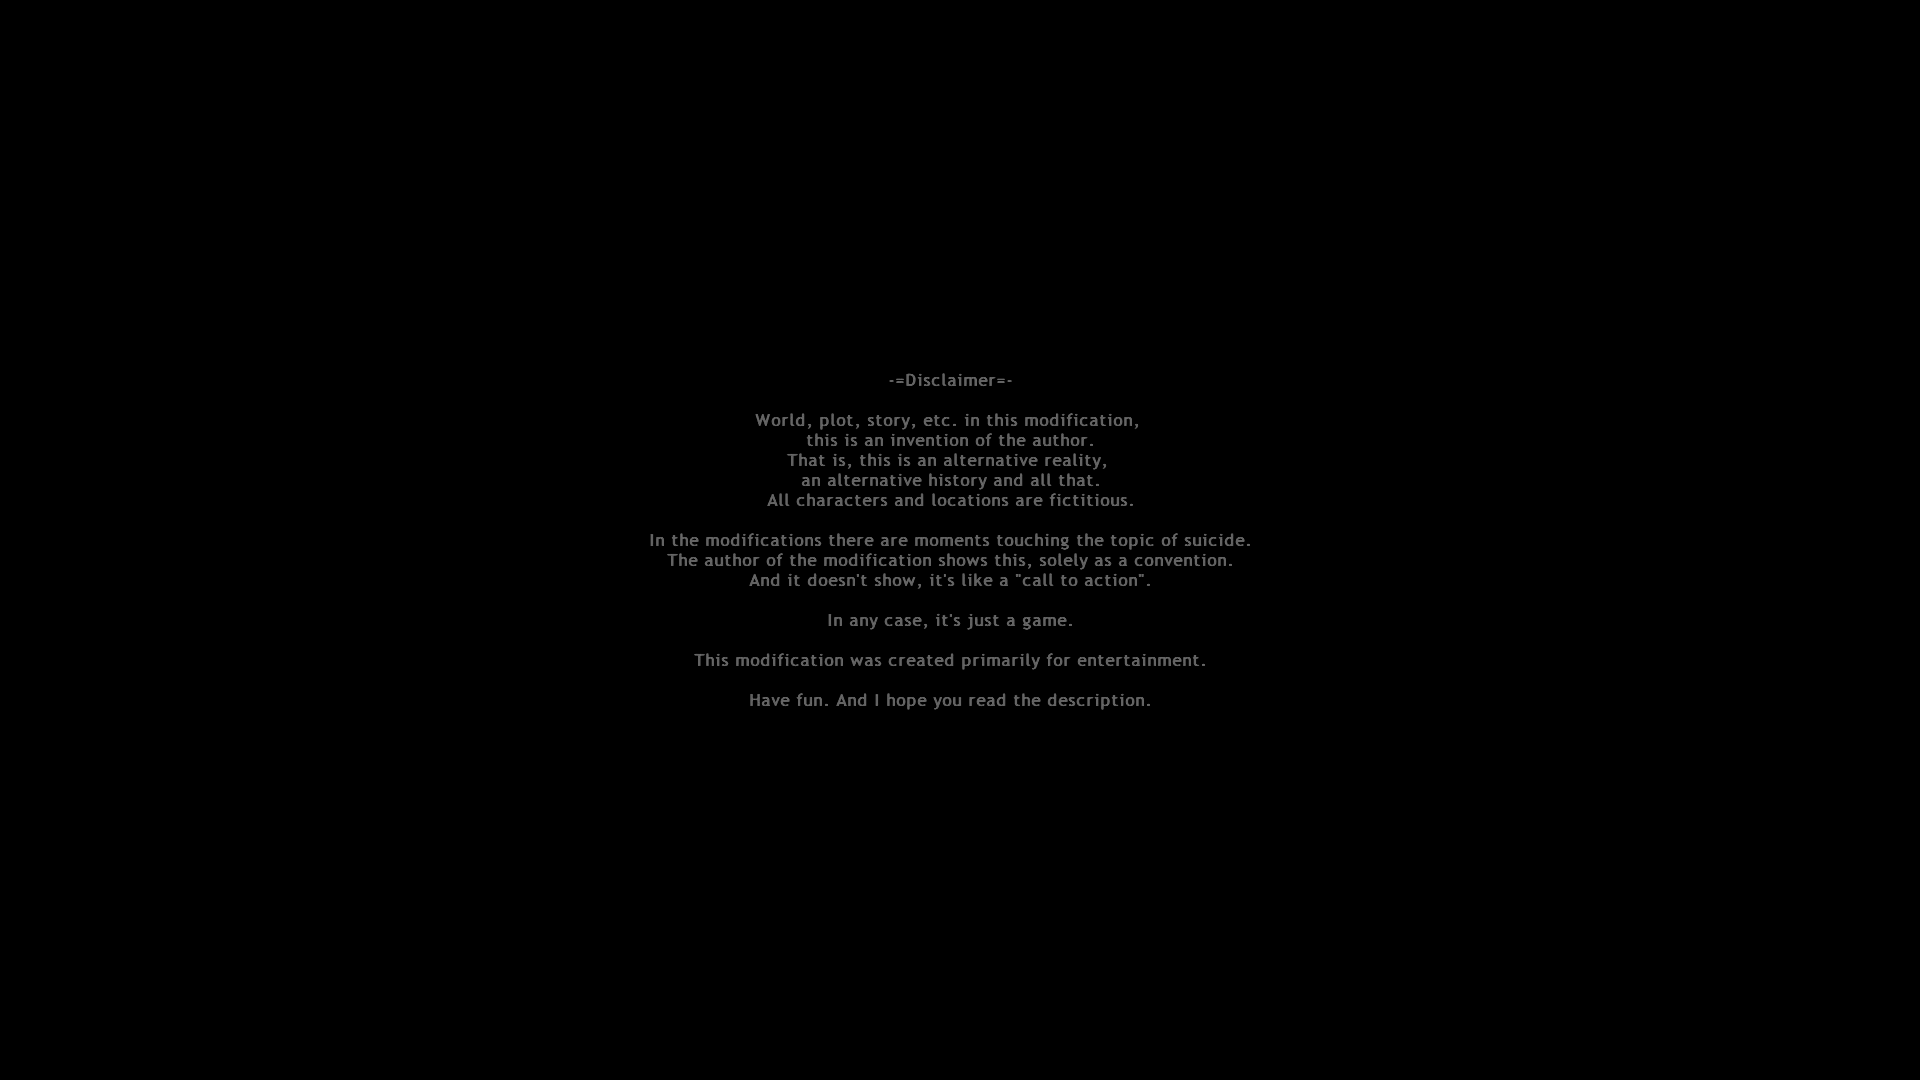 -=Disclaimer=-
World, plot, story, etc. in this modification,
this is an invention of the author.
That is, this is an alternative reality,
an alternative history and all that.
All characters and locations are fictitious.
In the modifications there are moments touching the topic of suicide.
The author of the modification shows this, solely as a convention.
And it doesn't show, it's like a "call to action".
In any case, it's just a game.
This modification was created primarily for entertainment.
Have fun. And I hope you read the description.